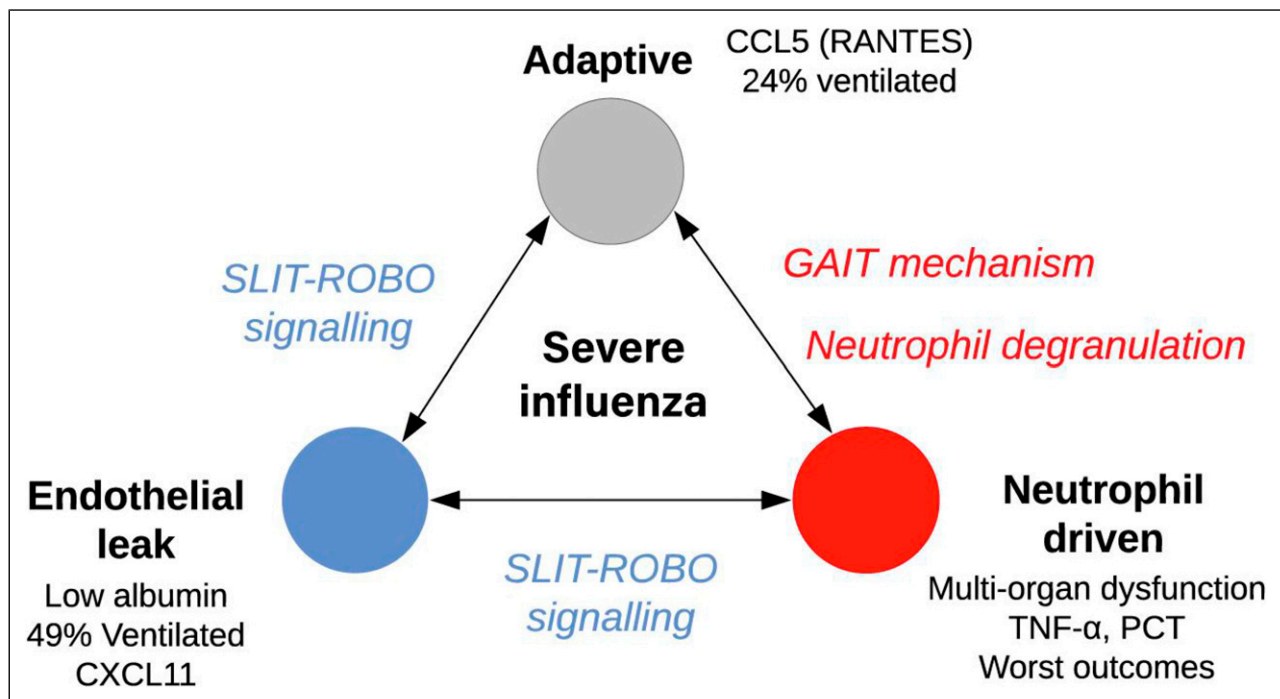 Adaptive
CCL5 (RANTES)
24% ventilated
SLIT-ROBO
signalling
GAIT mechanism
Neutrophil degranulation
Severe
influenza
Endothelial
leak
Low albumin
49% Ventilated
CXCL11
SLIT-ROBO
signalling
Neutrophil
driven
Multi-organ dysfunction
TNF-α, PCT
Worst outcomes